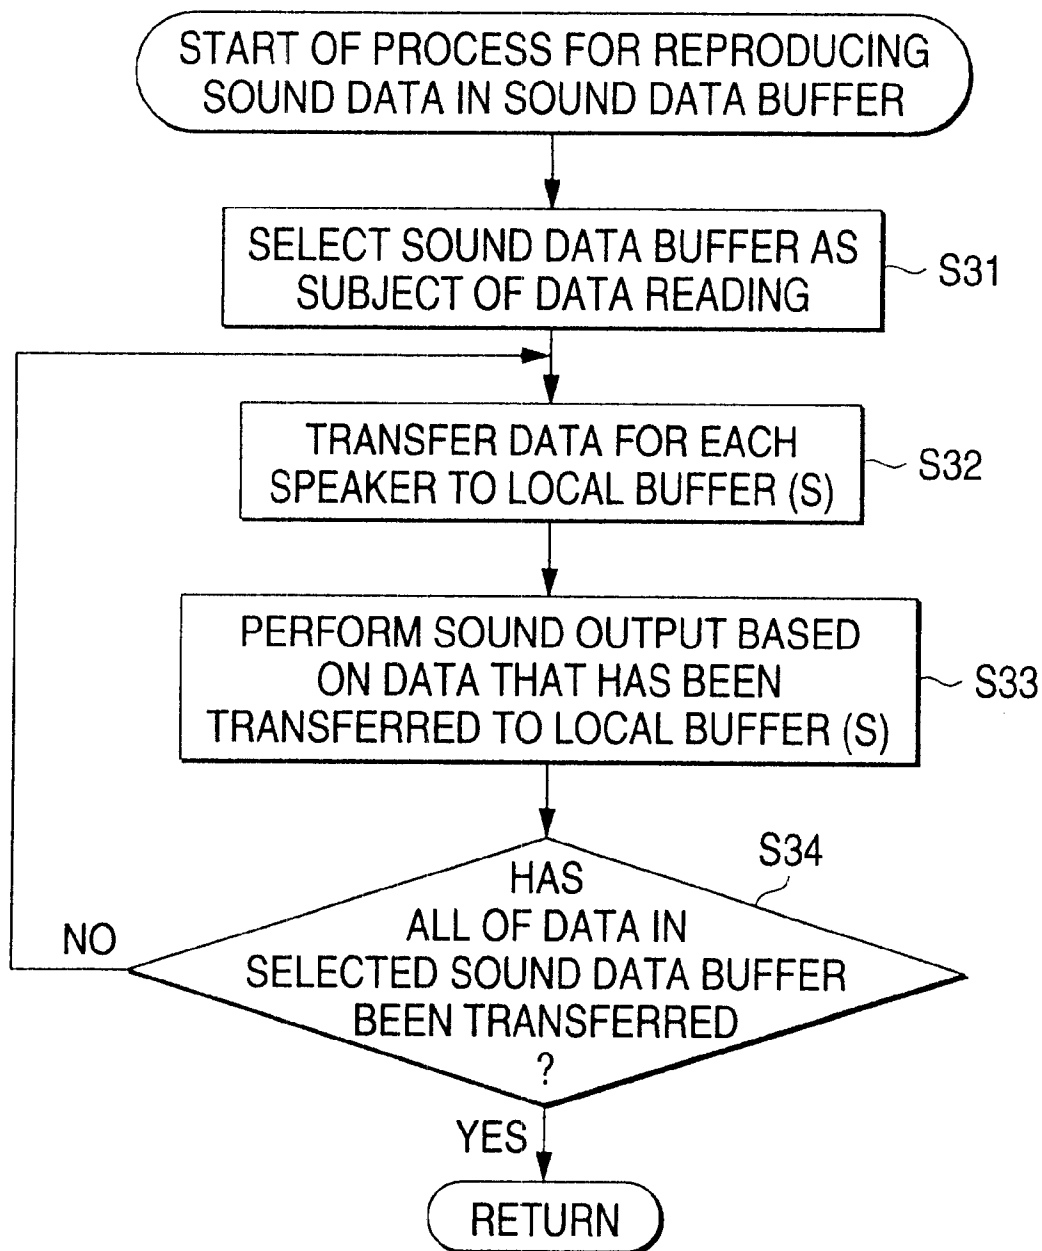 START OF PROCESS FOR REPRODUCING
SOUND DATA IN SOUND DATA BUFFER
SELECT SOUND DATA BUFFER AS
SUBJECT OF DATA READING
S31
TRANSFER DATA FOR EACH
SPEAKER TO LOCAL BUFFER (S)
S32
PERFORM SOUND OUTPUT BASED
ON DATA THAT HAS BEEN
TRANSFERRED TO LOCAL BUFFER (S)
S33
S34
HAS
ALL OF DATA IN
SELECTED SOUND DATA BUFFER
BEEN TRANSFERRED
?
NO
YES
RETURN